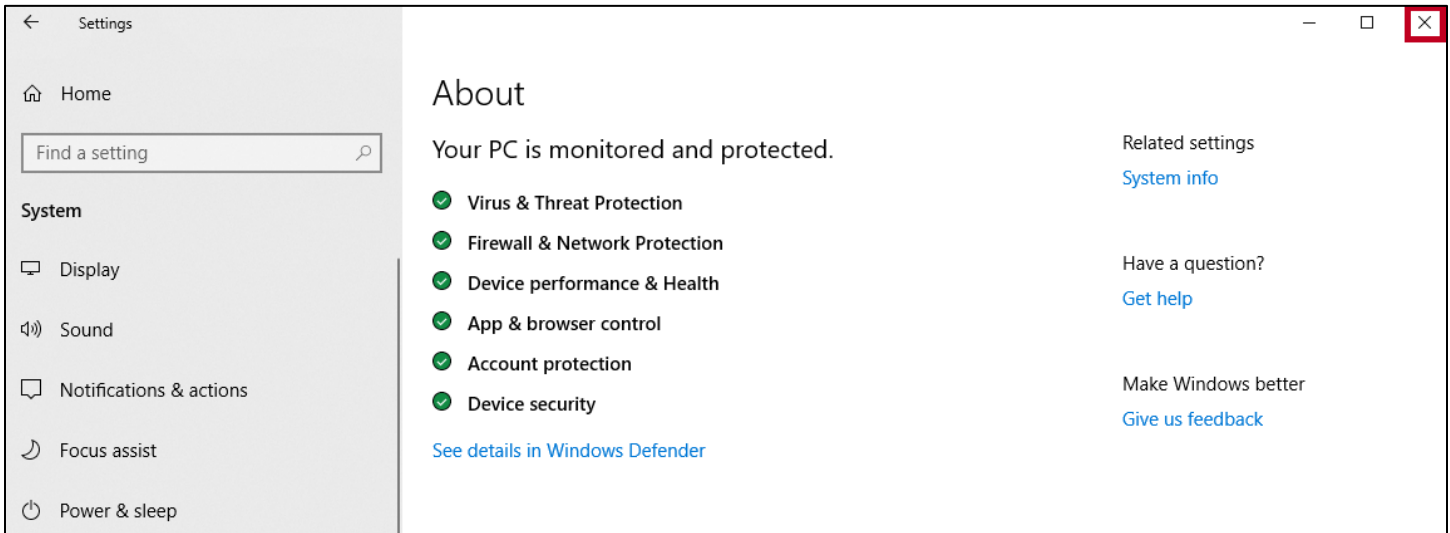 Settings
Home
Find a setting
System
Display
Sound
Notifications & actions
Focus assist
Power & sleep
About
Your PC is monitored and protected.
Virus & Threat Protection
Firewall & Network Protection
Device performance & Health
App & browser control
Account protection
Device security
See details in Windows Defender
Related settings
System info
Have a question?
Get help
Make Windows better
Give us feedback